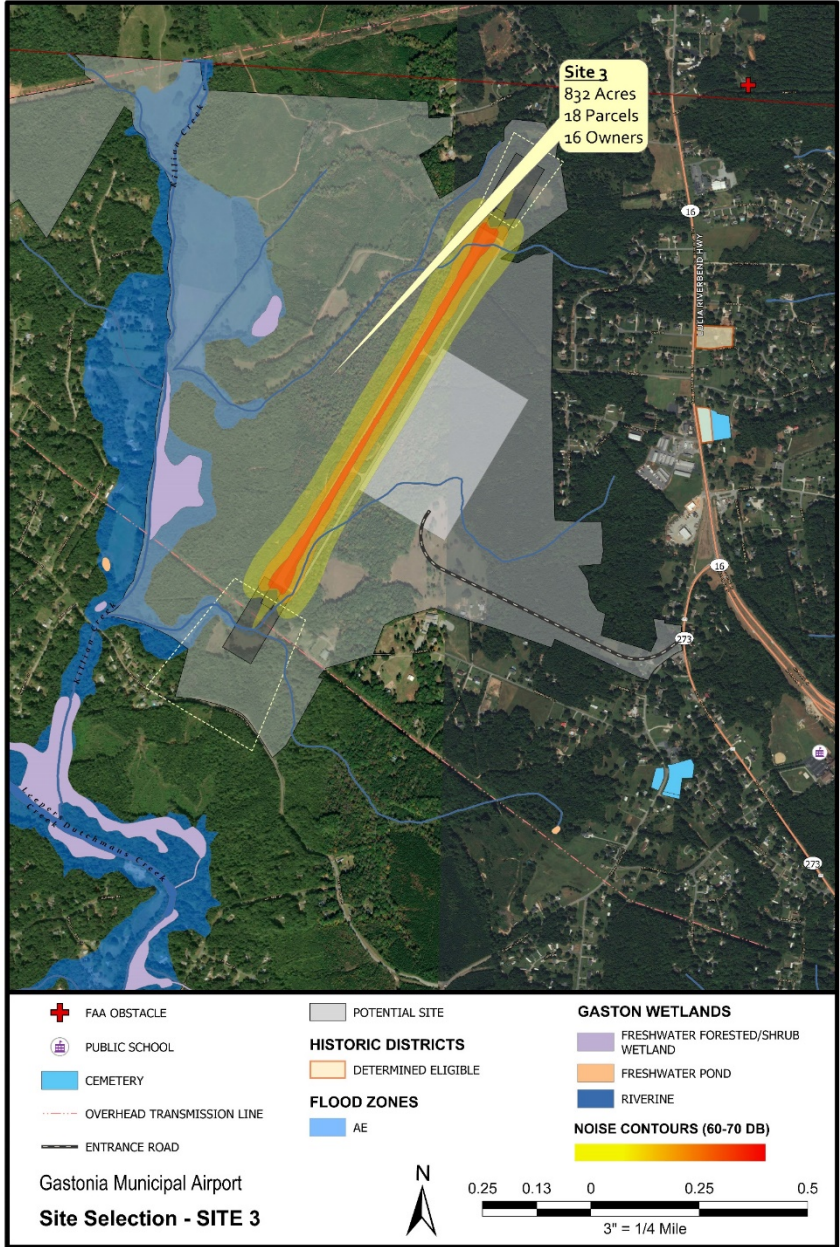 Site 3
832 Acres
18 Parcels
16 Owners
Killian Creek
16
LUCIA RIVERBEND HWY
16
273
Killian Creek
Leepers Dutchmans Creek
Creek
273
FAA OBSTACLE
PUBLIC SCHOOL
CEMETERY
OVERHEAD TRANSMISSION LINE
ENTRANCE ROAD
POTENTIAL SITE
HISTORIC DISTRICTS
DETERMINED ELIGIBLE
FLOOD ZONES
AE
GASTON WETLANDS
FRESHWATER FORESTED/SHRUB
WETLAND
FRESHWATER POND
RIVERINE
NOISE CONTOURS (60-70 DB)
Gastonia Municipal Airport
Site Selection - SITE 3
N
0.25 0.13 0 0.25 0.5
3" = 1/4 Mile